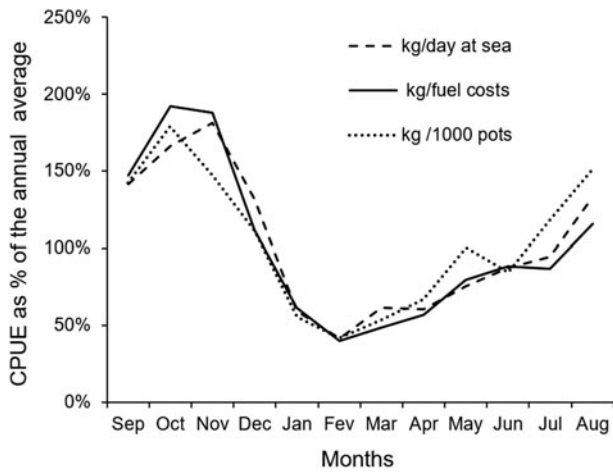 250%
200%
150%
100%
50%
0%
CPUE as % of the annual average
kg/day at sea
kg/fuel costs
kg /1000 pots
Sep Oct Nov Dec Jan Fev Mar Apr May Jun Jul Aug
Months